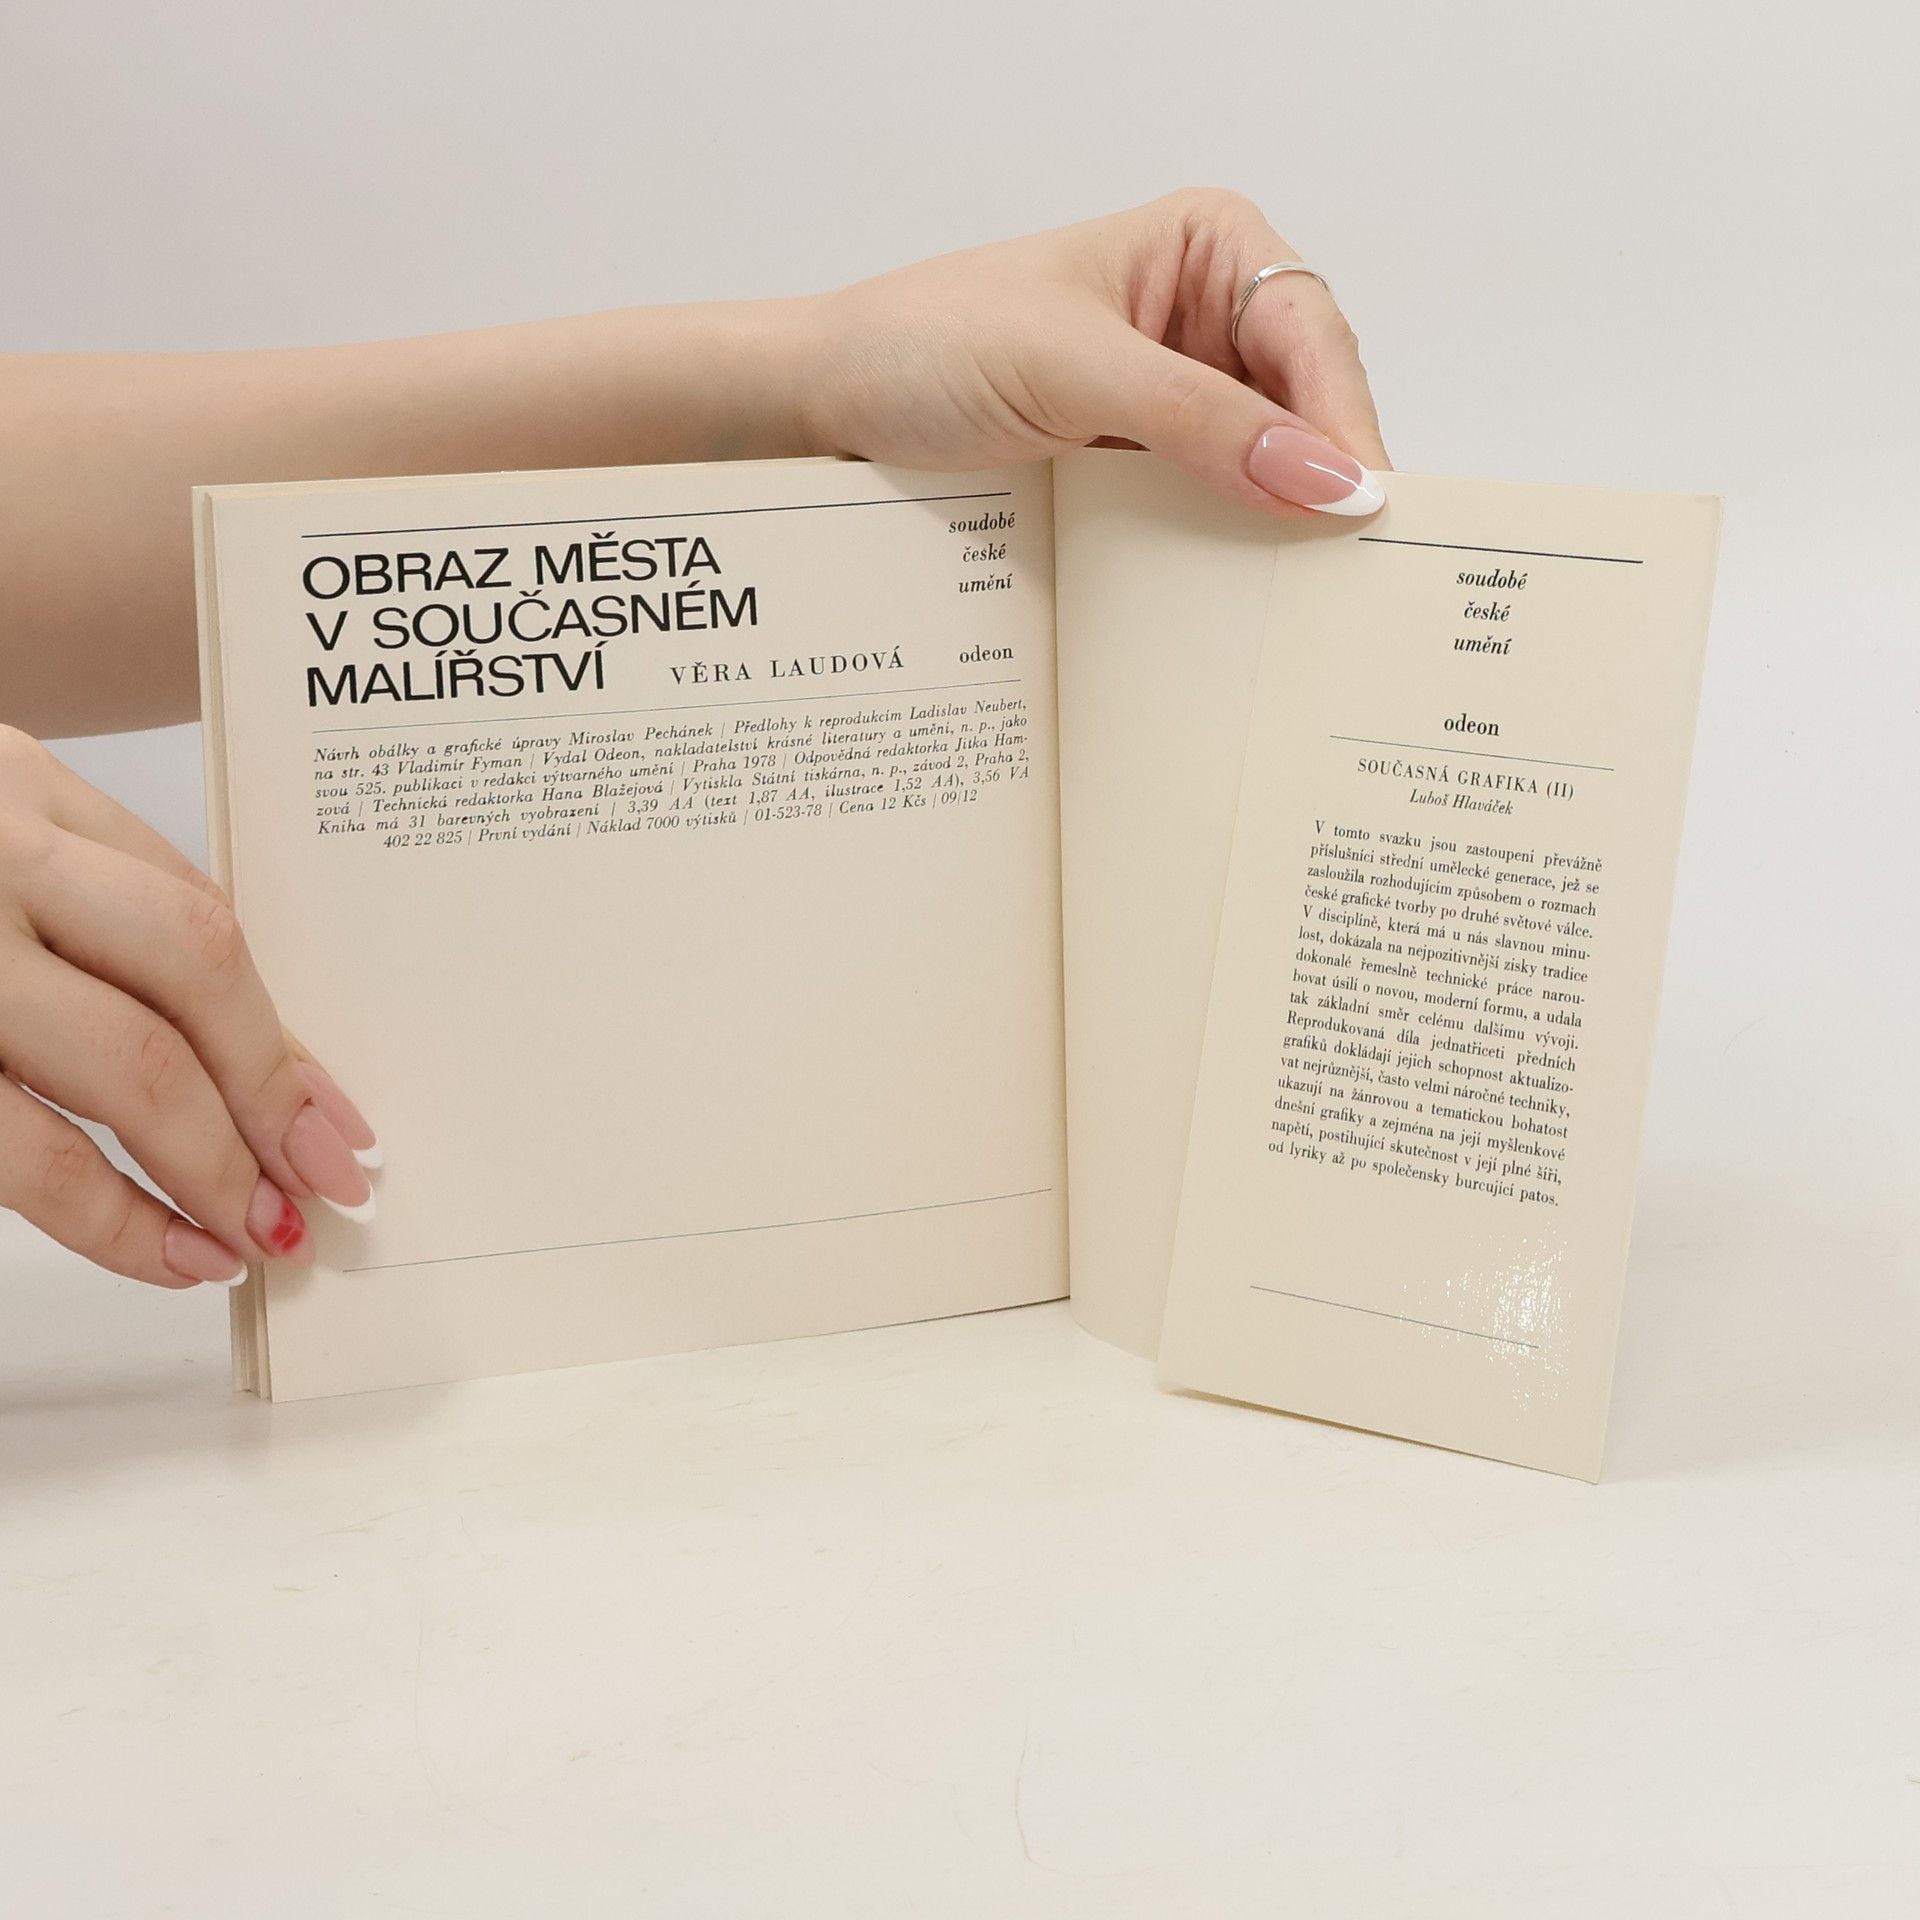 OBRAZ MĚSTA
V SOUČASNÉM
MALÍŘSTVÍ
VĚRA LAUDOVÁ
soudobé
české
umění
odeon
Návrh obálky a grafické úpravy Miroslav Pechánek | Předlohy k reprodukcím Ladislav Neubert,
na str. 43 Vladimír Fyman | Vydal Odeon, nakladatelství krásné literatury a umění, n. p., jako
svou 525. publikaci v redakci výtvarného umění | Praha 1978 | Odpovědná redaktorka Jitka Ham-
zová | Technická redaktorka Hana Blažejová | Vytiskla Státní tiskárna, n. p., závod 2, Praha 2,
Kniha má 31 barevných vyobrazení | 3,39 AA (text 1,87 AA, ilustrace 1,52 AA), 3,56 VA
402 22 825 | První vydání | Náklad 7000 výtisků | 01-523-78 | Cena 12 Kčs | 09/12
soudobé
české
umění
odeon
SOUČASNÁ GRAFIKA (II)
Luboš Hlaváček
V tomto svazku jsou zastoupeni převážně
příslušníci střední umělecké generace, jež se
zasloužila rozhodujícím způsobem o rozmach
české grafické tvorby po druhé světové válce.
V disciplíně, která má u nás slavnou minu-
lost, dokázala na nejpozitivnější zisky tradice
dokonalé řemeslně technické práce narou-
bovat úsilí o novou, moderní formu, a udala
tak základní směr celému dalšímu vývoji.
Reprodukovaná díla jednatřiceti předních
grafiků dokládají jejich schopnost aktualizo-
vat nejrůznější, často velmi náročné techniky,
ukazují na žánrovou a tematickou bohatost
dnešní grafiky a zejména na její myšlenkové
napětí, postihující skutečnost v její plné šíři,
od lyriky až po společensky burcující patos.